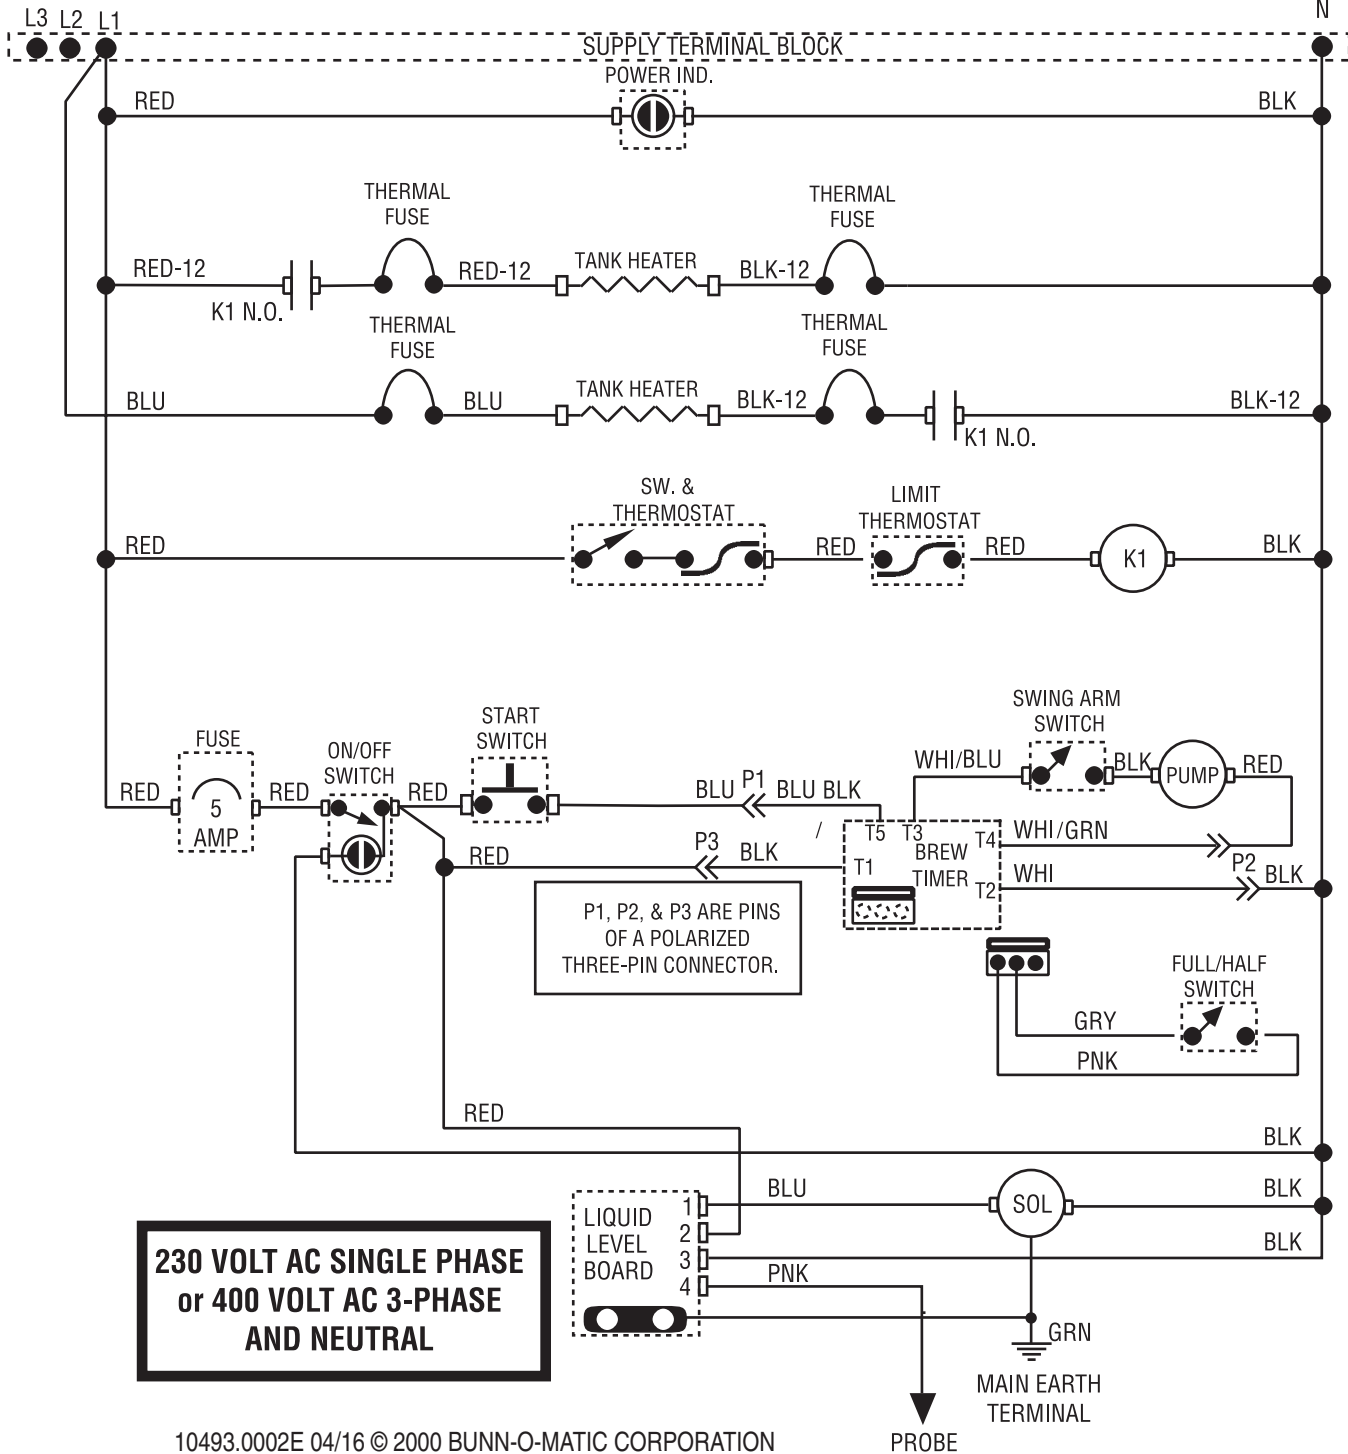 L3 L2 L1
N
SUPPLY TERMINAL BLOCK
POWER IND.
RED
BLK
THERMAL
FUSE
THERMAL
FUSE
RED-12
RED-12
TANK HEATER
BLK-12
K1 N.O.
THERMAL
FUSE
THERMAL
FUSE
BLU
BLU
TANK HEATER
BLK-12
BLK-12
K1 N.O.
SW. &
THERMOSTAT
LIMIT
THERMOSTAT
RED
RED
RED
K1
BLK
SWING ARM
SWITCH
START
SWITCH
FUSE
ON/OFF
SWITCH
WHI/BLU
BLK
PUMP
RED
RED
5
AMP
RED
RED
BLU
P1
BLU BLK
/
T5
T3
T4
WHI/GRN
BREW
TIMER
T1
T2
RED
P3
BLK
WHI
P2
BLK
P1, P2, & P3 ARE PINS
OF A POLARIZED
THREE-PIN CONNECTOR.
FULL/HALF
SWITCH
GRY
PNK
RED
BLK
BLU
SOL
BLK
LIQUID
LEVEL
BOARD
1
2
3
4
BLK
PNK
GRN
MAIN EARTH
TERMINAL
PROBE
230 VOLT AC SINGLE PHASE
or 400 VOLT AC 3-PHASE
AND NEUTRAL
10493.0002E 04/16 © 2000 BUNN-O-MATIC CORPORATION